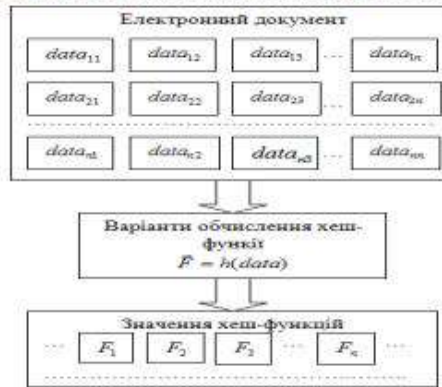 Електронний документ
data₁₁ data₁₂ data₁₃ ... data₁ₙ
data₂₁ data₂₂ data₂₃ ... data₂ₙ
dataₙ₁ dataₙ₂ dataₙ₃ ... dataₙₙ
Варіанти обчислення хеш-
функії
F̄ = h(data)
Значення хеш-функцій
... F₁ F₂ F₃ ... Fₙ ...